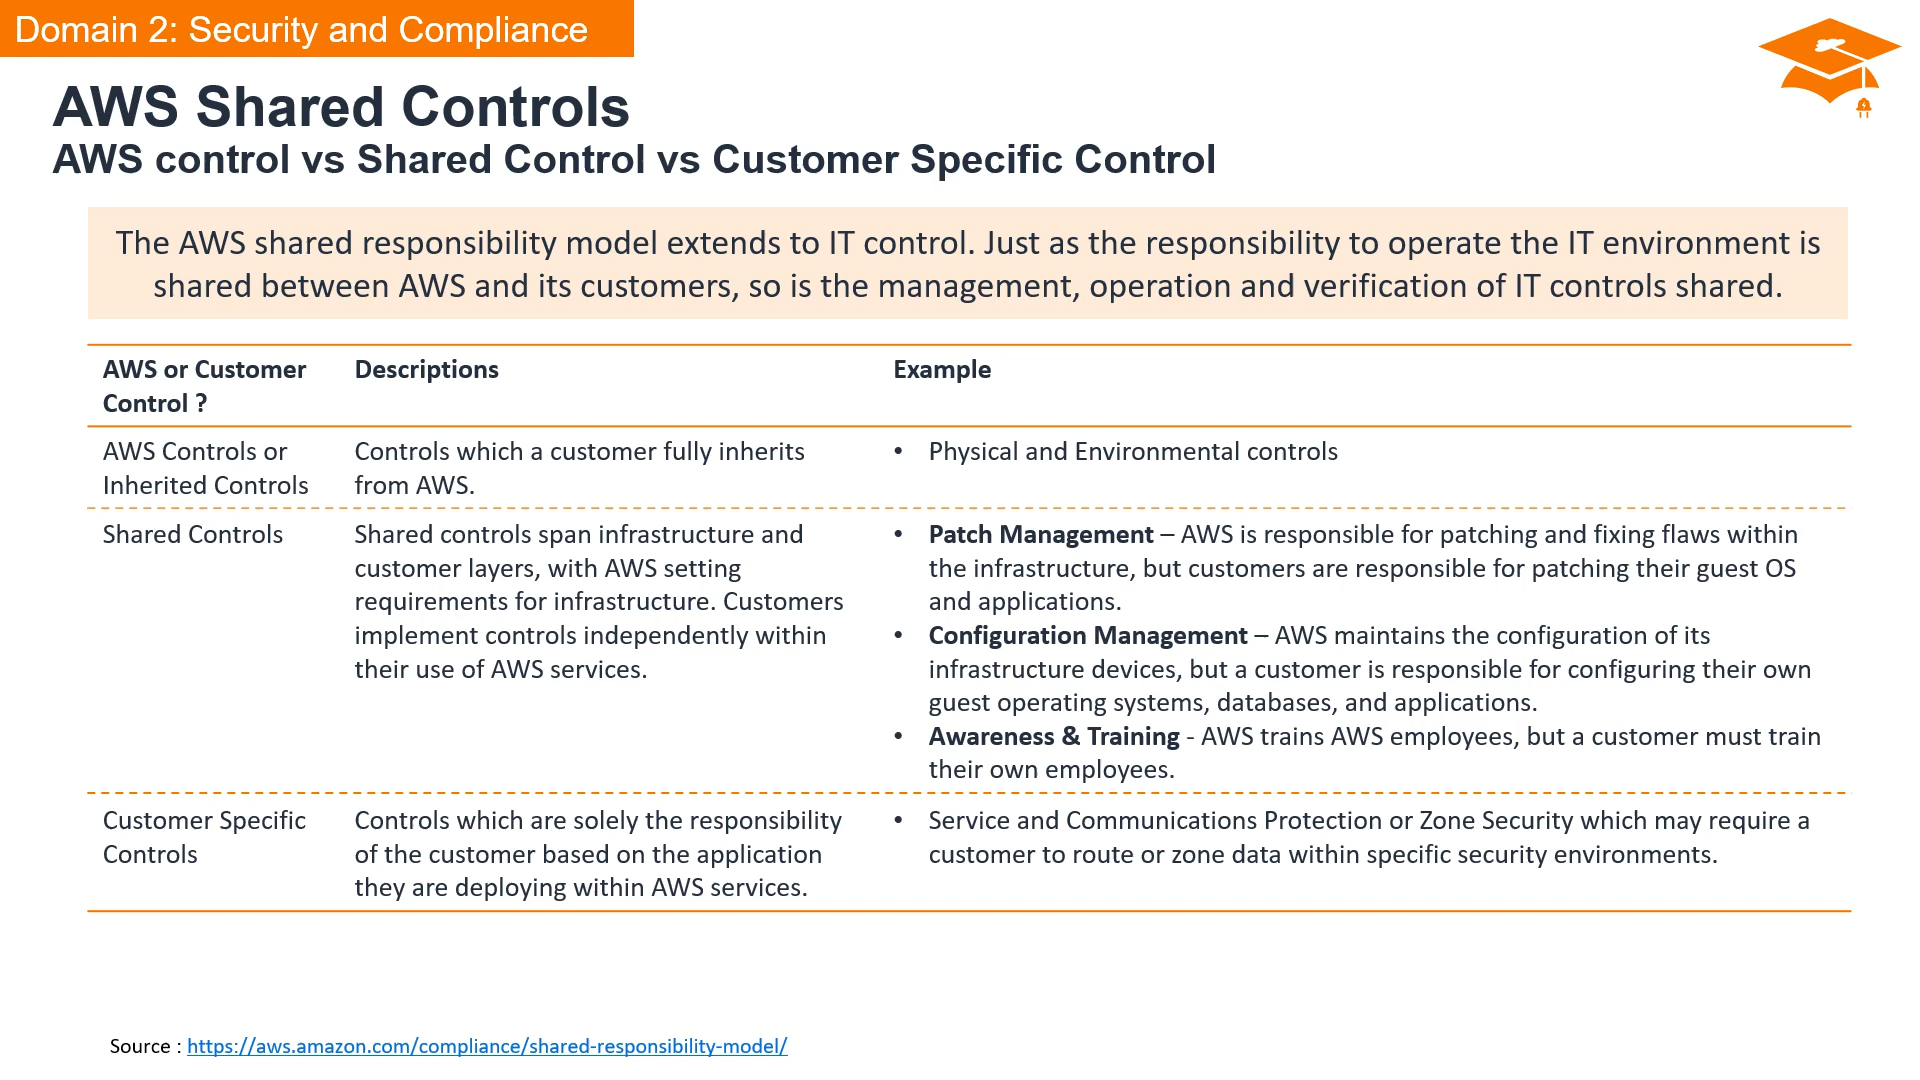 Domain 2: Security and Compliance
AWS Shared Controls
AWS control vs Shared Control vs Customer Specific Control
The AWS shared responsibility model extends to IT control. Just as the responsibility to operate the IT environment is
shared between AWS and its customers, so is the management, operation and verification of IT controls shared.
AWS or Customer
Control ?
Descriptions
Example
AWS Controls or
Inherited Controls
Controls which a customer fully inherits
from AWS.
• Physical and Environmental controls
Shared Controls
Shared controls span infrastructure and
customer layers, with AWS setting
requirements for infrastructure. Customers
implement controls independently within
their use of AWS services.
• Patch Management – AWS is responsible for patching and fixing flaws within
the infrastructure, but customers are responsible for patching their guest OS
and applications.
• Configuration Management – AWS maintains the configuration of its
infrastructure devices, but a customer is responsible for configuring their own
guest operating systems, databases, and applications.
• Awareness & Training - AWS trains AWS employees, but a customer must train
their own employees.
Customer Specific
Controls
Controls which are solely the responsibility
of the customer based on the application
they are deploying within AWS services.
• Service and Communications Protection or Zone Security which may require a
customer to route or zone data within specific security environments.
Source : https://aws.amazon.com/compliance/shared-responsibility-model/